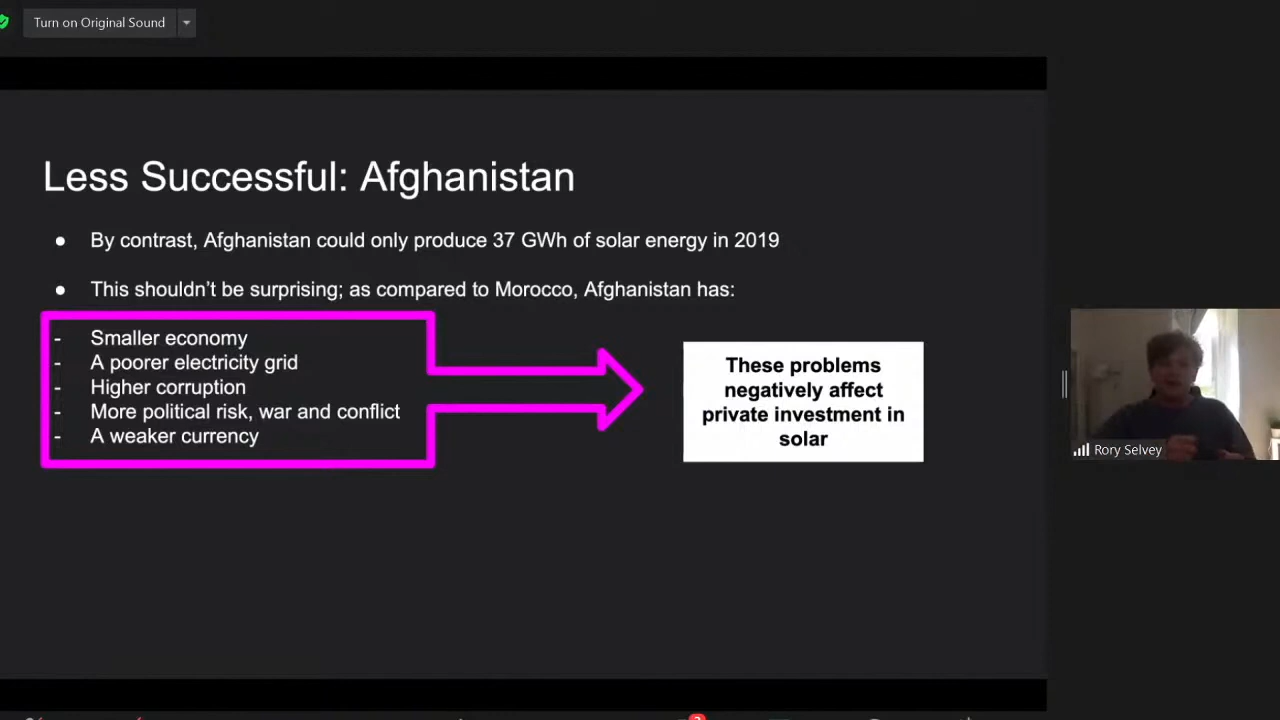 Turn on Original Sound
Less Successful: Afghanistan
● By contrast, Afghanistan could only produce 37 GWh of solar energy in 2019
● This shouldn't be surprising; as compared to Morocco, Afghanistan has:
- Smaller economy
- A poorer electricity grid
- Higher corruption
- More political risk, war and conflict
- A weaker currency
These problems
negatively affect
private investment in
solar
Rory Selvey